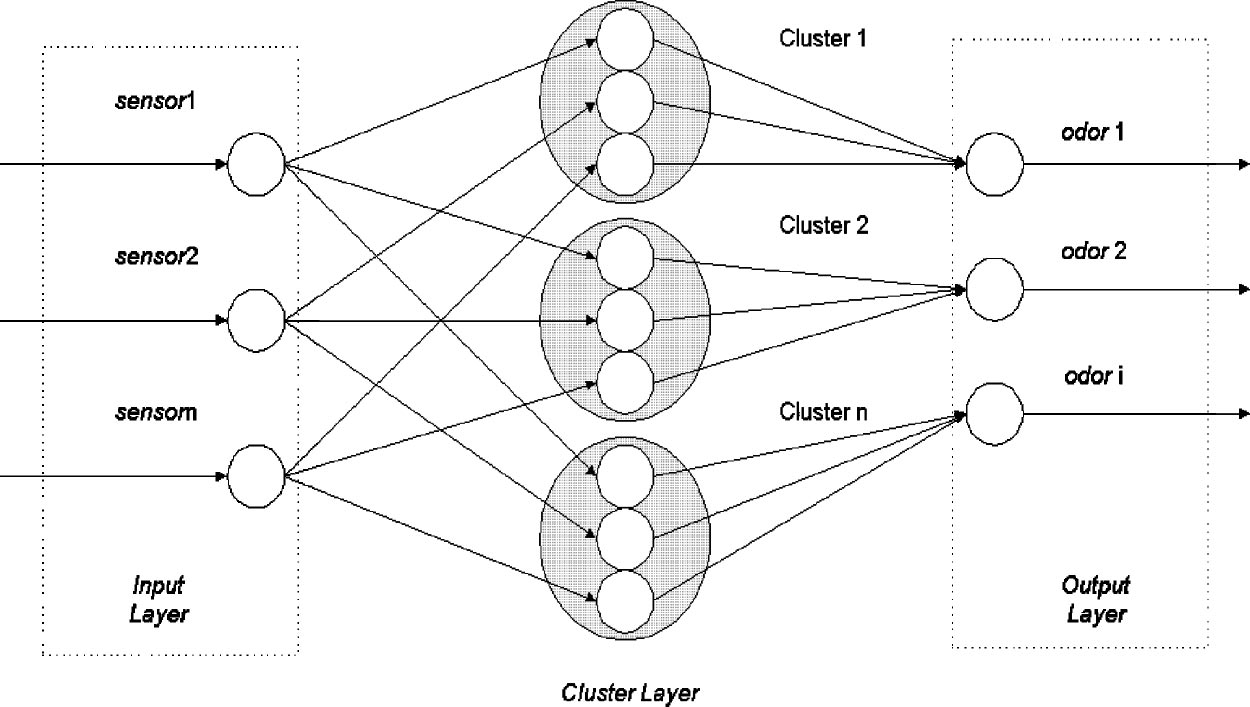 Cluster 1
sensor1
odor 1
Cluster 2
sensor2
odor 2
odor i
sensorn
Cluster n
Input
Layer
Output
Layer
Cluster Layer